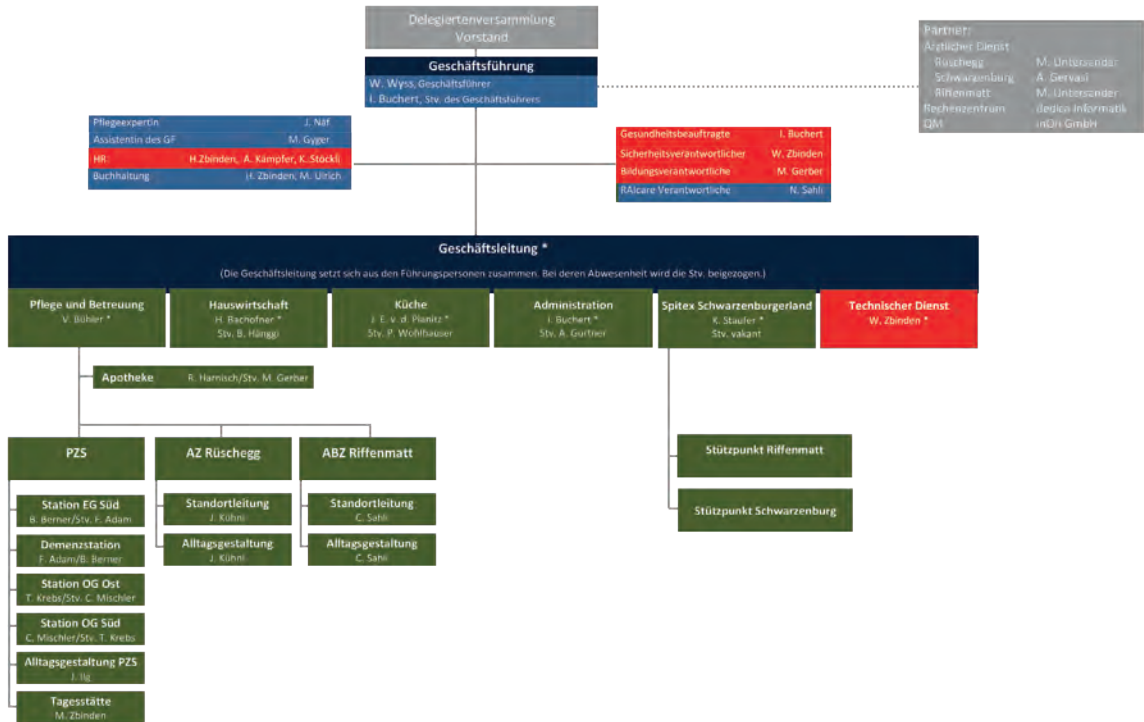 Delegiertenversammlung
Vorstand
Geschäftsführung
W. Wyss, Geschäftsführer
I. Buchert, Stv. des Geschäftsführers
Partner:
Ärztlicher Dienst
Rüschegg M. Untersander
Schwarzenburg A. Gervasi
Riffenmatt M. Untersander
Rechenzentrum dedica Informatik
QM inQri GmbH
Pflegeexpertin J. Näf
Assistentin des GF M. Gyger
HR H.Zbinden, A. Kämpfer, K. Stöckli
Buchhaltung H. Zbinden, M. Ulrich
Gesundheitsbeauftragte I. Buchert
Sicherheitsverantwortlicher W. Zbinden
Bildungsverantwortliche M. Gerber
RAIcare Verantwortliche N. Sahli
Geschäftsleitung *
(Die Geschäftsleitung setzt sich aus den Führungspersonen zusammen. Bei deren Abwesenheit wird die Stv. beigezogen.)
Pflege und Betreuung
V. Bühler *
Hauswirtschaft
H. Bachofner *
Stv. B. Hänggi
Küche
J. E. v. d. Planitz *
Stv. P. Wohlhauser
Administration
I. Buchert *
Stv. A. Gurtner
Spitex Schwarzenburgerland
K. Staufer *
Stv. vakant
Technischer Dienst
W. Zbinden *
Apotheke R. Harnisch/Stv. M. Gerber
PZS
Station EG Süd
B. Berner/Stv. F. Adam
Demenzstation
F. Adam/B. Berner
Station OG Ost
T. Krebs/Stv. C. Mischler
Station OG Süd
C. Mischler/Stv. T. Krebs
Alltagsgestaltung PZS
J. Ilg
Tagesstätte
M. Zbinden
AZ Rüschegg
Standortleitung
J. Kühni
Alltagsgestaltung
J. Kühni
ABZ Riffenmatt
Standortleitung
C. Sahli
Alltagsgestaltung
C. Sahli
Stützpunkt Riffenmatt
Stützpunkt Schwarzenburg